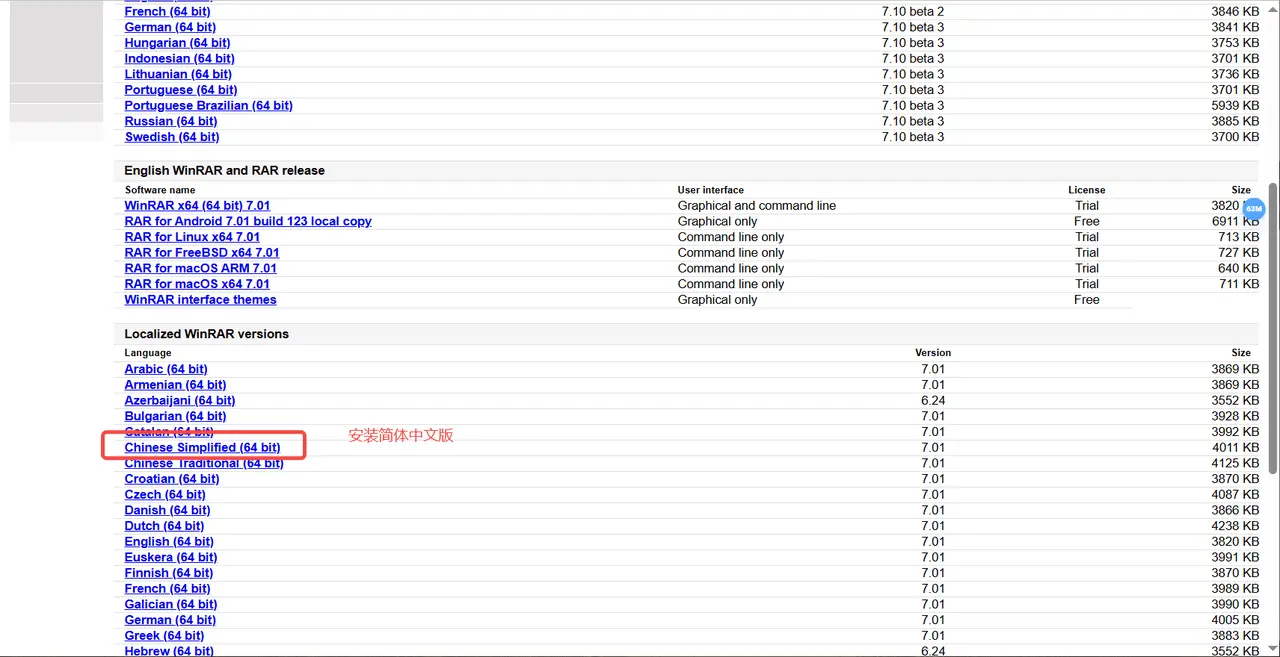 French (64 bit) 7.10 beta 2 3846 KB
German (64 bit) 7.10 beta 3 3841 KB
Hungarian (64 bit) 7.10 beta 3 3753 KB
Indonesian (64 bit) 7.10 beta 3 3701 KB
Lithuanian (64 bit) 7.10 beta 3 3736 KB
Portuguese (64 bit) 7.10 beta 3 3701 KB
Portuguese Brazilian (64 bit) 7.10 beta 3 5939 KB
Russian (64 bit) 7.10 beta 3 3885 KB
Swedish (64 bit) 7.10 beta 3 3700 KB
English WinRAR and RAR release
Software name User interface License Size
WinRAR x64 (64 bit) 7.01 Graphical and command line Trial 3820
63M
RAR for Android 7.01 build 123 local copy Graphical only Free 6911 KB
RAR for Linux x64 7.01 Command line only Trial 713 KB
RAR for FreeBSD x64 7.01 Command line only Trial 727 KB
RAR for macOS ARM 7.01 Command line only Trial 640 KB
RAR for macOS x64 7.01 Command line only Trial 711 KB
WinRAR interface themes Graphical only Free
Localized WinRAR versions
Language Version Size
Arabic (64 bit) 7.01 3869 KB
Armenian (64 bit) 7.01 3869 KB
Azerbaijani (64 bit) 6.24 3552 KB
Bulgarian (64 bit) 7.01 3928 KB
Catalan (64 bit) 7.01 3992 KB
安装简体中文版
Chinese Simplified (64 bit) 7.01 4011 KB
Chinese Traditional (64 bit) 7.01 4125 KB
Croatian (64 bit) 7.01 3870 KB
Czech (64 bit) 7.01 4087 KB
Danish (64 bit) 7.01 3866 KB
Dutch (64 bit) 7.01 4238 KB
English (64 bit) 7.01 3820 KB
Euskera (64 bit) 7.01 3991 KB
Finnish (64 bit) 7.01 3870 KB
French (64 bit) 7.01 3989 KB
Galician (64 bit) 7.01 3990 KB
German (64 bit) 7.01 4005 KB
Greek (64 bit) 7.01 3883 KB
Hebrew (64 bit) 6.24 3552 KB